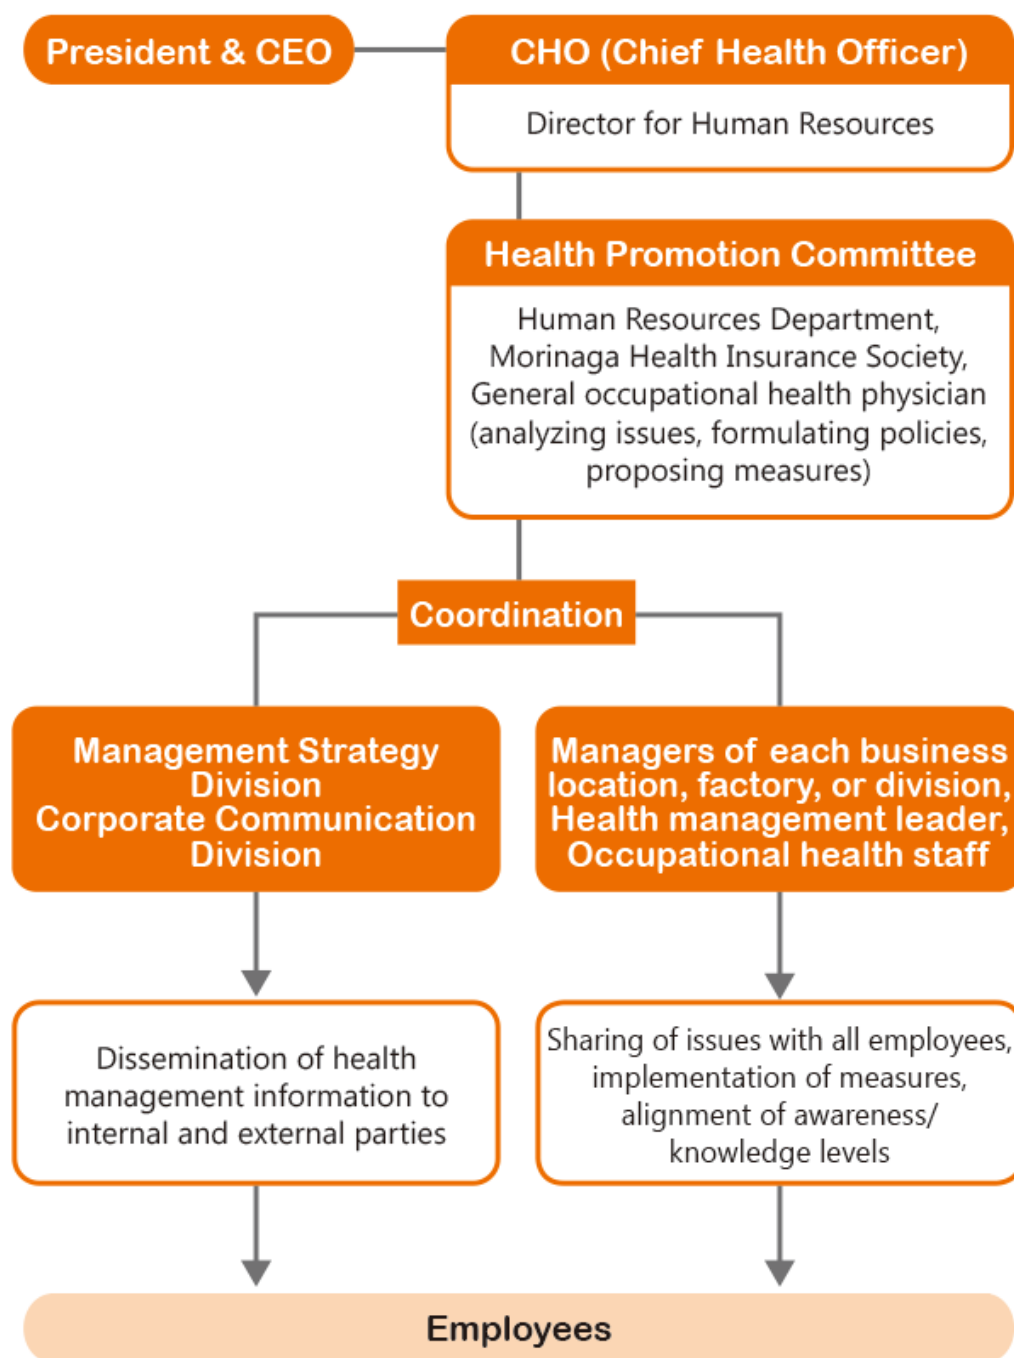 President & CEO
CHO (Chief Health Officer)
Director for Human Resources
Health Promotion Committee
Human Resources Department,
Morinaga Health Insurance Society,
General occupational health physician
(analyzing issues, formulating policies,
proposing measures)
Coordination
Management Strategy
Division
Corporate Communication
Division
Managers of each business
location, factory, or division,
Health management leader,
Occupational health staff
Dissemination of health
management information to
internal and external parties
Sharing of issues with all employees,
implementation of measures,
alignment of awareness/
knowledge levels
Employees